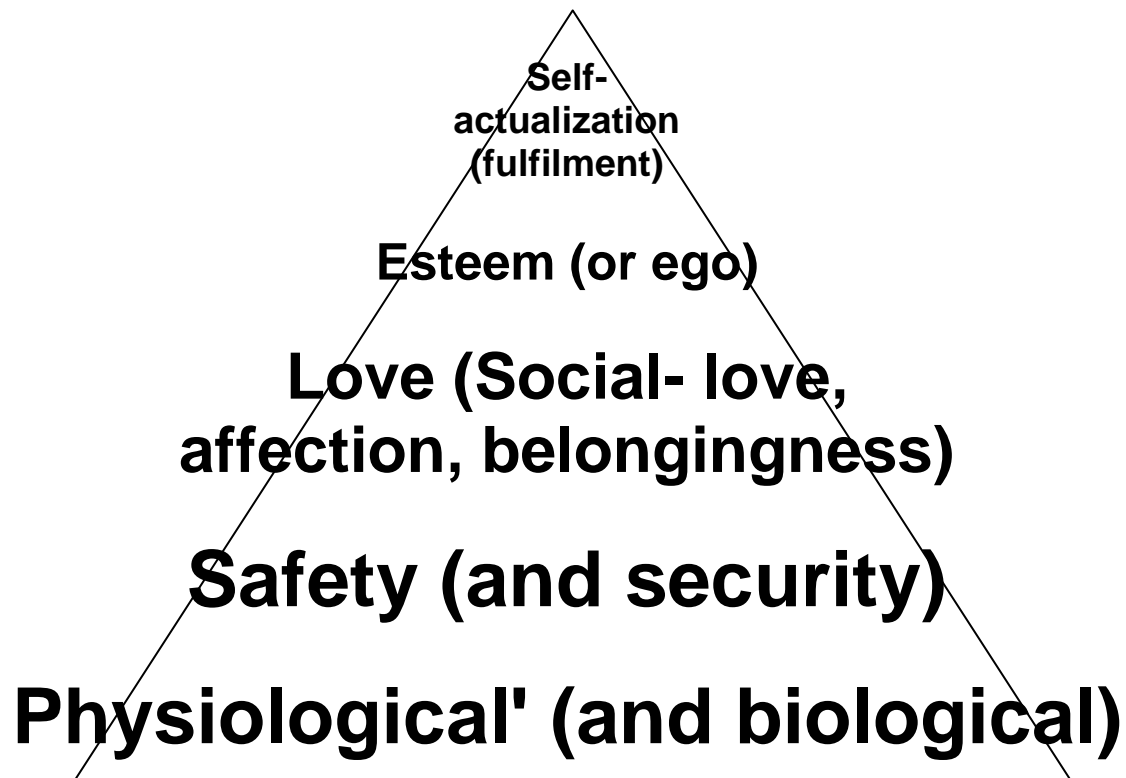 Self-
actualization
(fulfilment)
Esteem (or ego)
Love (Social- love,
affection, belongingness)
Safety (and security)
Physiological' (and biological)